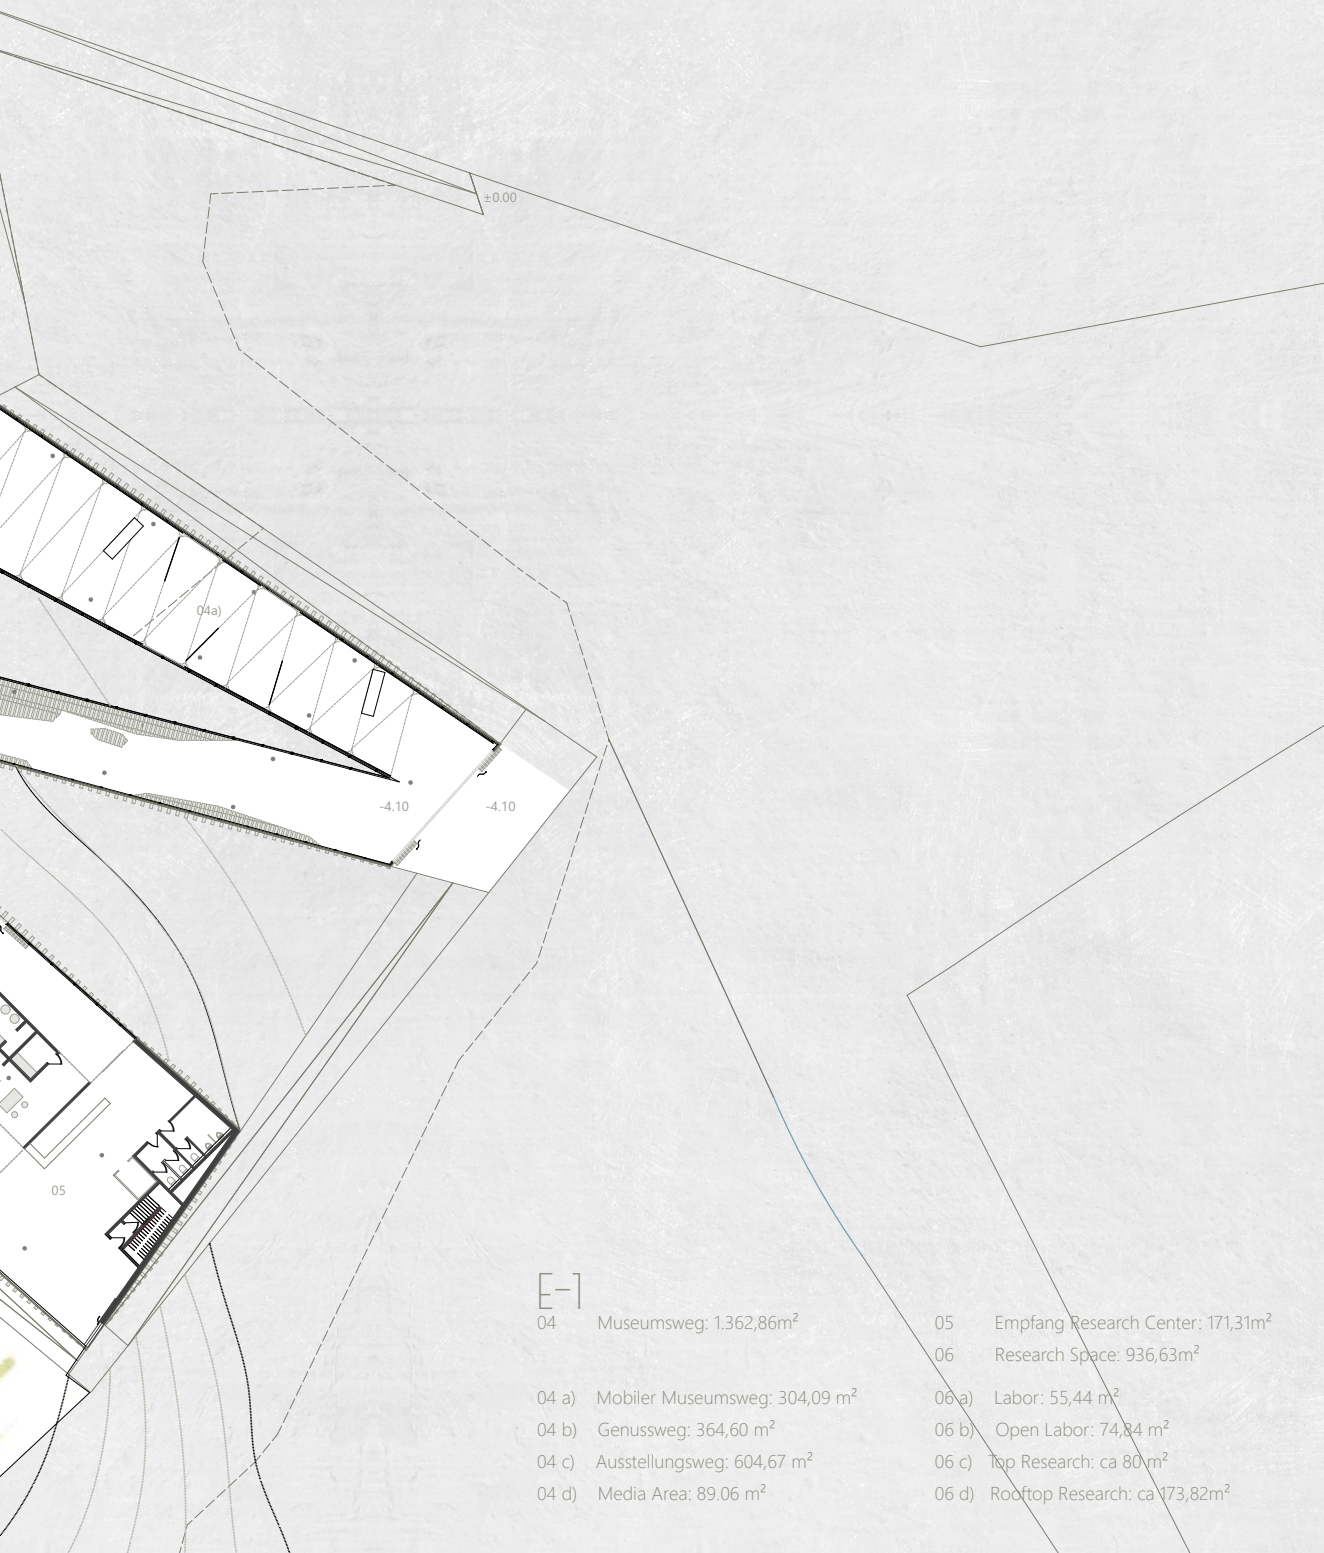 ±0.00
04a)
-4.10 -4.10
05
E-1
04 Museumsweg: 1.362,86m²
04 a) Mobiler Museumsweg: 304,09 m²
04 b) Genussweg: 364,60 m²
04 c) Ausstellungsweg: 604,67 m²
04 d) Media Area: 89.06 m²
05 Empfang Research Center: 171,31m²
06 Research Space: 936,63m²
06 a) Labor: 55,44 m²
06 b) Open Labor: 74,84 m²
06 c) Top Research: ca 80 m²
06 d) Rooftop Research: ca 173,82m²